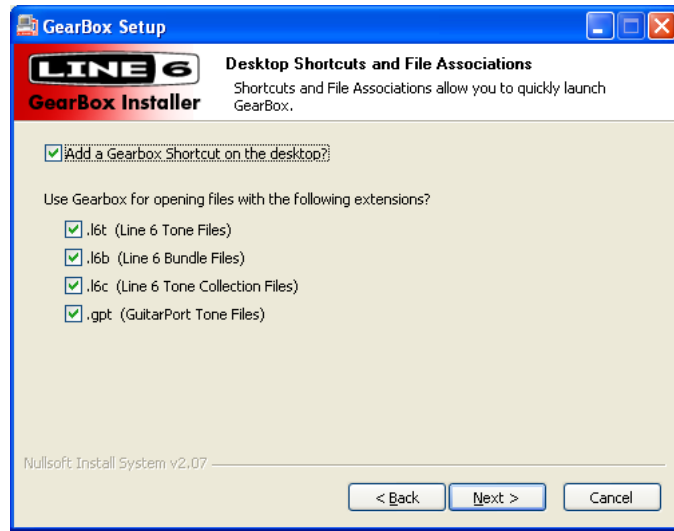 GearBox Setup
LINE 6
GearBox Installer
Desktop Shortcuts and File Associations
Shortcuts and File Associations allow you to quickly launch
GearBox.
Add a Gearbox Shortcut on the desktop?
Use Gearbox for opening files with the following extensions?
.l6t (Line 6 Tone Files)
.l6b (Line 6 Bundle Files)
.l6c (Line 6 Tone Collection Files)
.gpt (GuitarPort Tone Files)
Nullsoft Install System v2.07
< Back
Next >
Cancel